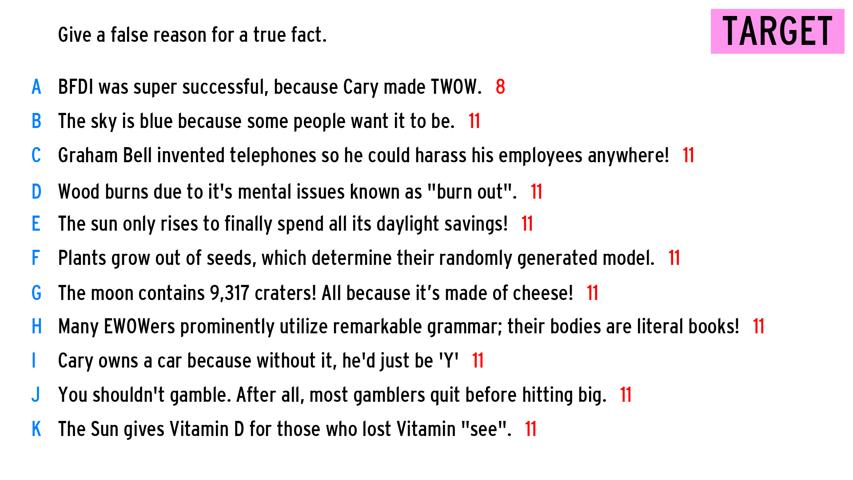 Give a false reason for a true fact.
TARGET
A BFDI was super successful, because Cary made TWOW. 8
B The sky is blue because some people want it to be. 11
C Graham Bell invented telephones so he could harass his employees anywhere! 11
D Wood burns due to it's mental issues known as "burn out". 11
E The sun only rises to finally spend all its daylight savings! 11
F Plants grow out of seeds, which determine their randomly generated model. 11
G The moon contains 9,317 craters! All because it’s made of cheese! 11
H Many EWOWers prominently utilize remarkable grammar; their bodies are literal books! 11
I Cary owns a car because without it, he'd just be 'Y' 11
J You shouldn't gamble. After all, most gamblers quit before hitting big. 11
K The Sun gives Vitamin D for those who lost Vitamin "see". 11